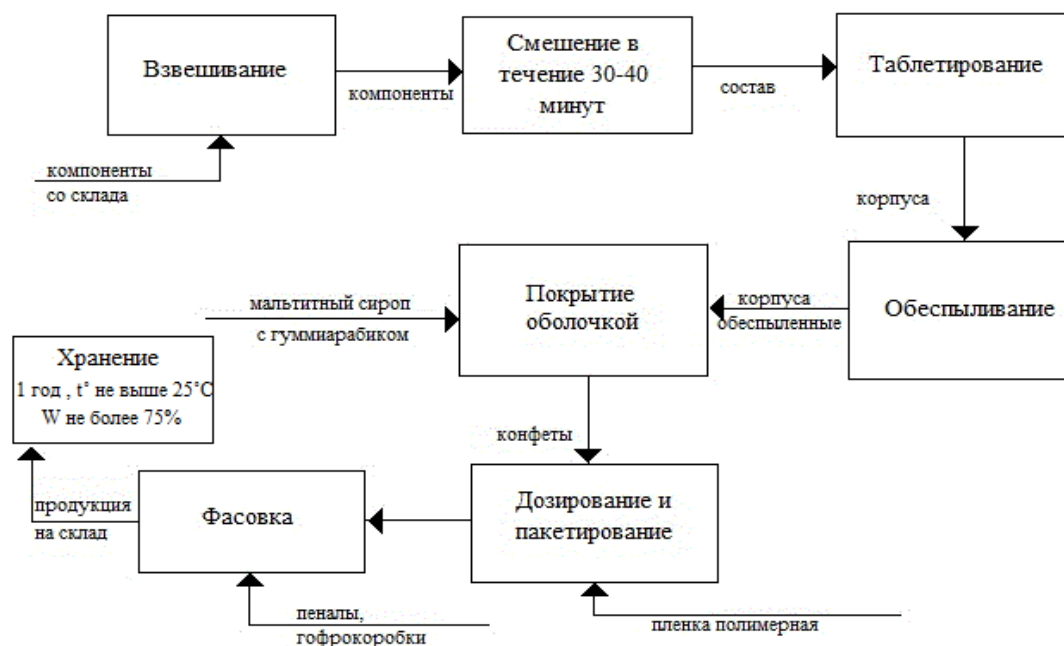 Взвешивание
компоненты
Смешение в
течение 30-40
минут
состав
Таблетирование
компоненты
со склада
корпуса
мальтитный сироп
с гуммиарабиком
Покрытие
оболочкой
корпуса
обеспыленные
Обеспыливание
Хранение
1 год , t° не выше 25°C
W не более 75%
конфеты
продукция
на склад
Фасовка
Дозирование и
пакетирование
пеналы,
гофрокоробки
пленка полимерная